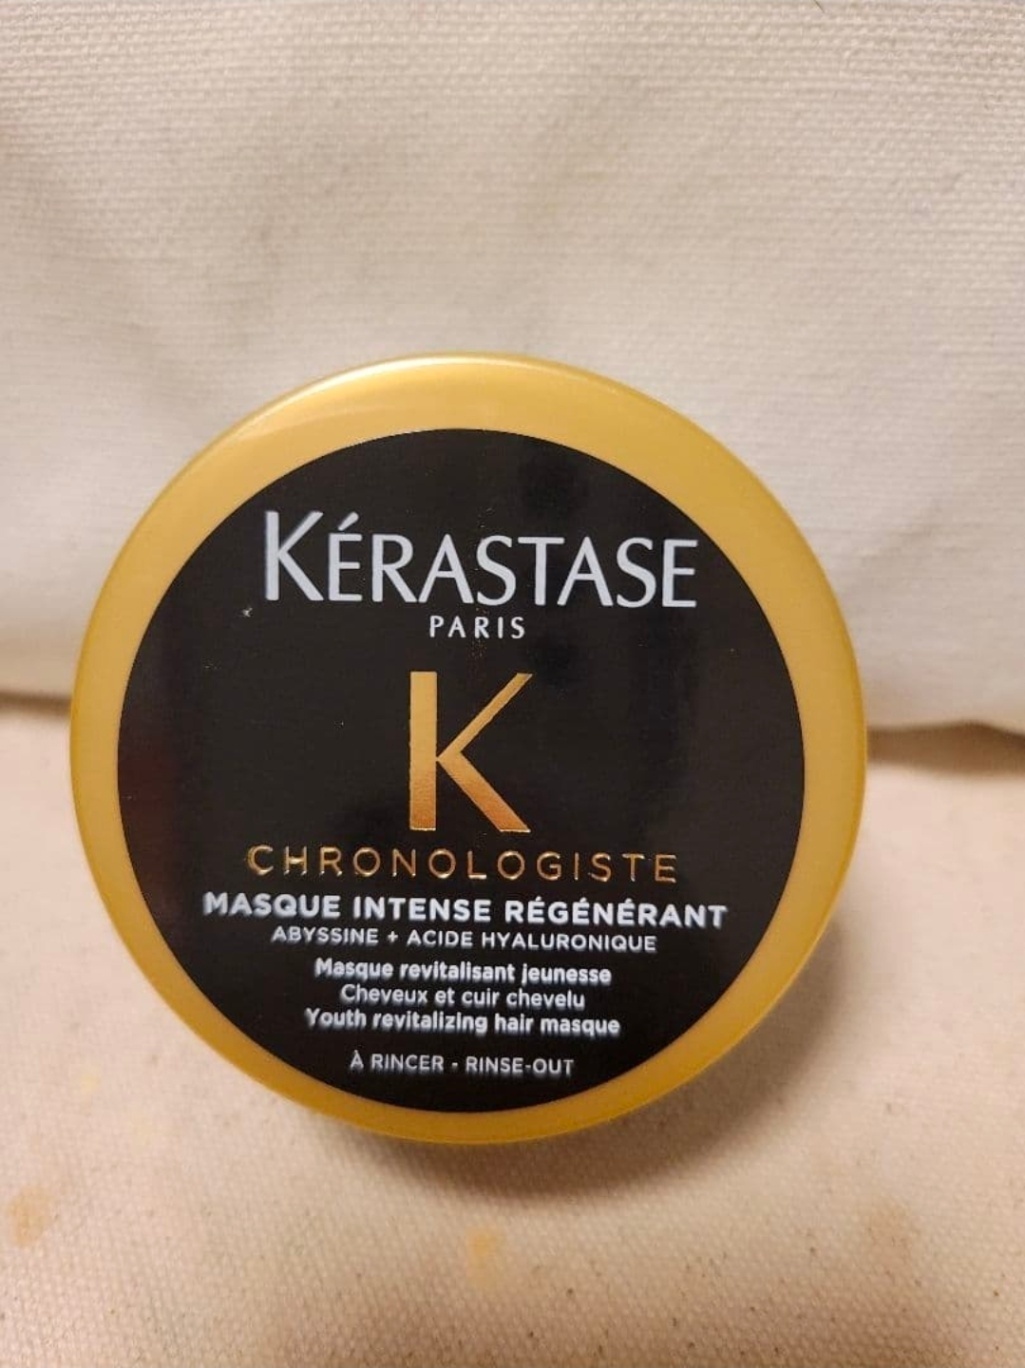 KÉRASTASE
PARIS
K
CHRONOLOGISTE
MASQUE INTENSE RÉGÉNÉRANT
ABYSSINE + ACIDE HYALURONIQUE
Masque revitalisant jeunesse
Cheveux et cuir chevelu
Youth revitalizing hair masque
À RINCER - RINSE-OUT